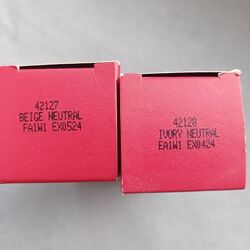 42127
BEIGE NEUTRAL
FA1W1 EX0524
42128
IVORY NEUTRAL
EA1W1 EX0424